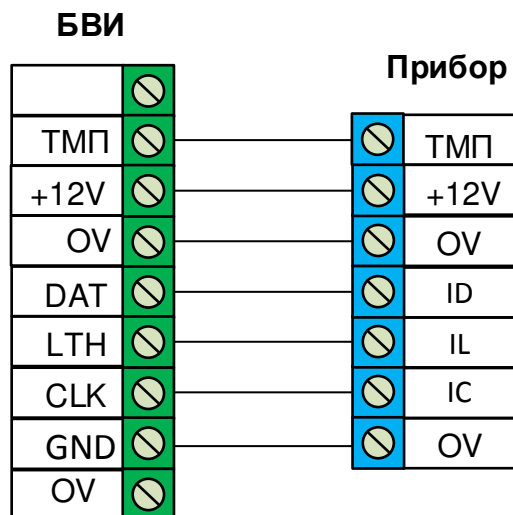 БВИ
Прибор
ТМП
+12V
OV
DAT
LTH
CLK
GND
OV
ТМП
+12V
OV
ID
IL
IC
OV